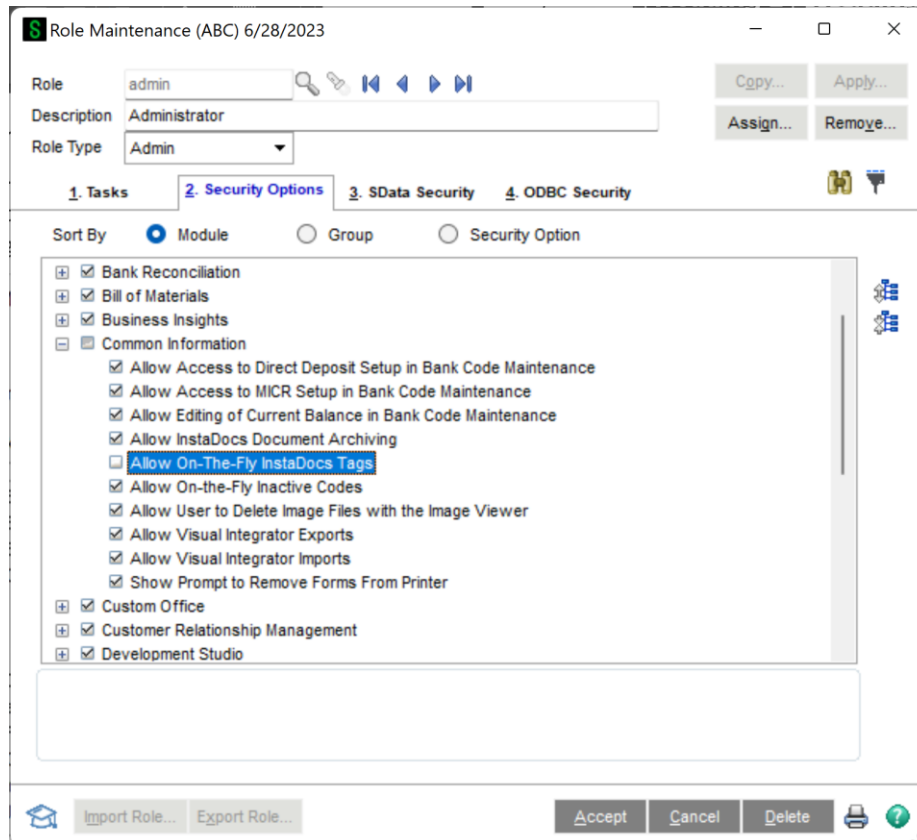 S Role Maintenance (ABC) 6/28/2023
Role admin Copy... Apply...
Description Administrator Assign... Remove...
Role Type Admin
1. Tasks 2. Security Options 3. SData Security 4. ODBC Security
Sort By Module Group Security Option
Bank Reconciliation
Bill of Materials
Business Insights
Common Information
Allow Access to Direct Deposit Setup in Bank Code Maintenance
Allow Access to MICR Setup in Bank Code Maintenance
Allow Editing of Current Balance in Bank Code Maintenance
Allow InstaDocs Document Archiving
Allow On-The-Fly InstaDocs Tags
Allow On-the-Fly Inactive Codes
Allow User to Delete Image Files with the Image Viewer
Allow Visual Integrator Exports
Allow Visual Integrator Imports
Show Prompt to Remove Forms From Printer
Custom Office
Customer Relationship Management
Development Studio
Import Role... Export Role... Accept Cancel Delete ?